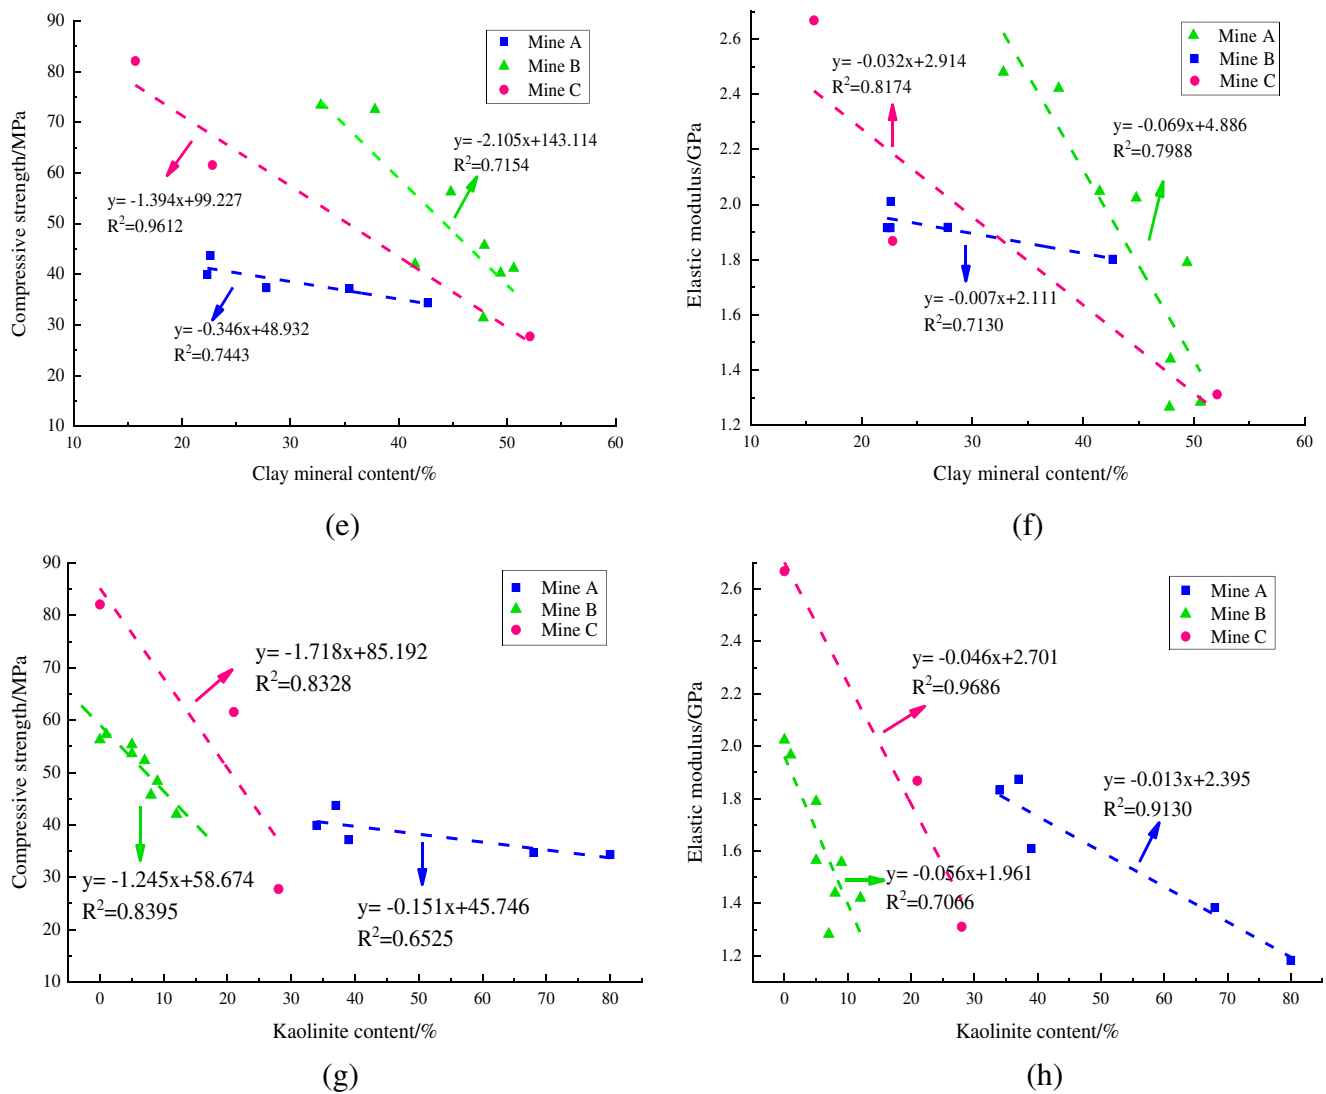 90
80
70
60
50
40
30
20
10
10
20
30
40
50
60
Compressive strength/MPa
Clay mineral content/%
Mine A
Mine B
Mine C
y= -2.105x+143.114
R²=0.7154
y= -1.394x+99.227
R²=0.9612
y= -0.346x+48.932
R²=0.7443
(e)
2.6
2.4
2.2
2.0
1.8
1.6
1.4
1.2
10
20
30
40
50
60
Elastic modulus/GPa
Clay mineral content/%
Mine A
Mine B
Mine C
y= -0.032x+2.914
R²=0.8174
y= -0.069x+4.886
R²=0.7988
y= -0.007x+2.111
R²=0.7130
(f)
90
80
70
60
50
40
30
20
10
0
10
20
30
40
50
60
70
80
Compressive strength/MPa
Kaolinite content/%
Mine A
Mine B
Mine C
y= -1.718x+85.192
R²=0.8328
y= -1.245x+58.674
R²=0.8395
y= -0.151x+45.746
R²=0.6525
(g)
2.6
2.4
2.2
2.0
1.8
1.6
1.4
1.2
0
10
20
30
40
50
60
70
80
Elastic modulus/GPa
Kaolinite content/%
Mine A
Mine B
Mine C
y= -0.046x+2.701
R²=0.9686
y= -0.013x+2.395
R²=0.9130
y= -0.056x+1.961
R²=0.7066
(h)